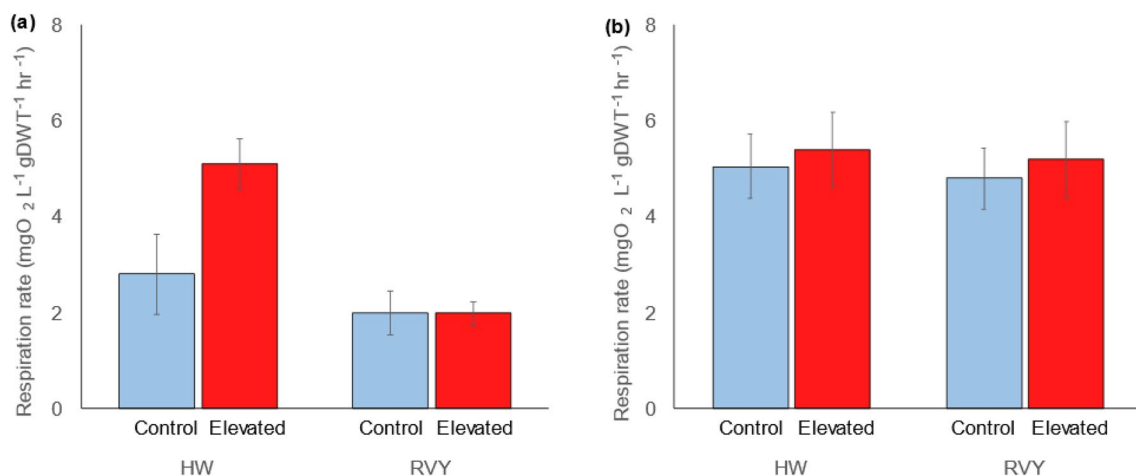 (a)
Respiration rate (mgO 2 L-1 gDWT-1 hr-1)
8
6
4
2
0
Control Elevated Control Elevated
HW RVY
(b)
Respiration rate (mgO 2 L-1 gDWT-1 hr-1)
8
6
4
2
0
Control Elevated Control Elevated
HW RVY